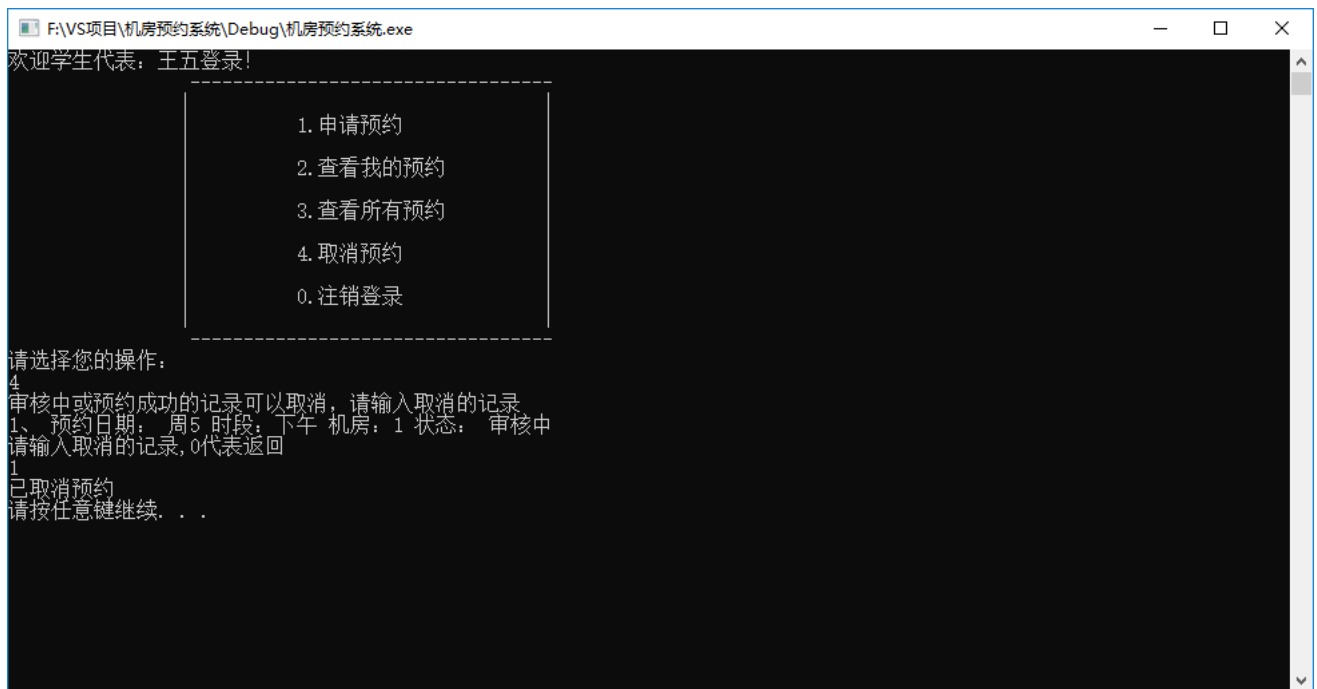 F:\VS项目\机房预约系统\Debug\机房预约系统.exe
欢迎学生代表：王五登录!
----------------------------------
1.申请预约
2.查看我的预约
3.查看所有预约
4.取消预约
0.注销登录
----------------------------------
请选择您的操作：
4
审核中或预约成功的记录可以取消，请输入取消的记录
1、 预约日期： 周5 时段：下午 机房：1 状态： 审核中
请输入取消的记录,0代表返回
1
已取消预约
请按任意键继续. . .